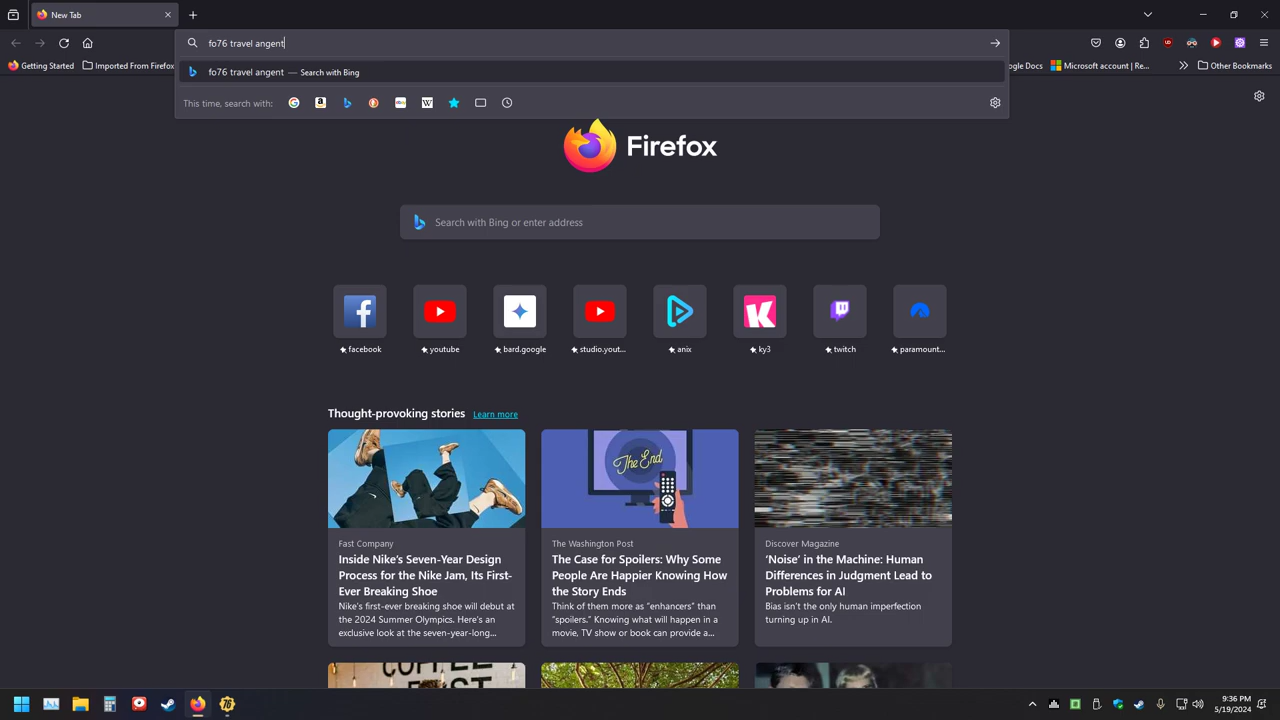 New Tab
fo76 travel angent
fo76 travel angent — Search with Bing
This time, search with:
Getting Started
Imported From Firefox
ogle Docs
Microsoft account | Re...
Other Bookmarks
Firefox
Search with Bing or enter address
facebook
youtube
bard.google
studio.yout...
anix
ky3
twitch
paramount...
Thought-provoking stories Learn more
The End
Fast Company
Inside Nike's Seven-Year Design
Process for the Nike Jam, Its First-
Ever Breaking Shoe
Nike's first-ever breaking shoe will debut at
the 2024 Summer Olympics. Here's an
exclusive look at the seven-year-long...
The Washington Post
The Case for Spoilers: Why Some
People Are Happier Knowing How
the Story Ends
Think of them more as “enhancers” than
“spoilers.” Knowing what will happen in a
movie, TV show or book can provide a...
Discover Magazine
‘Noise’ in the Machine: Human
Differences in Judgment Lead to
Problems for AI
Bias isn't the only human imperfection
turning up in AI.
COFFEE
9:36 PM
5/19/2024